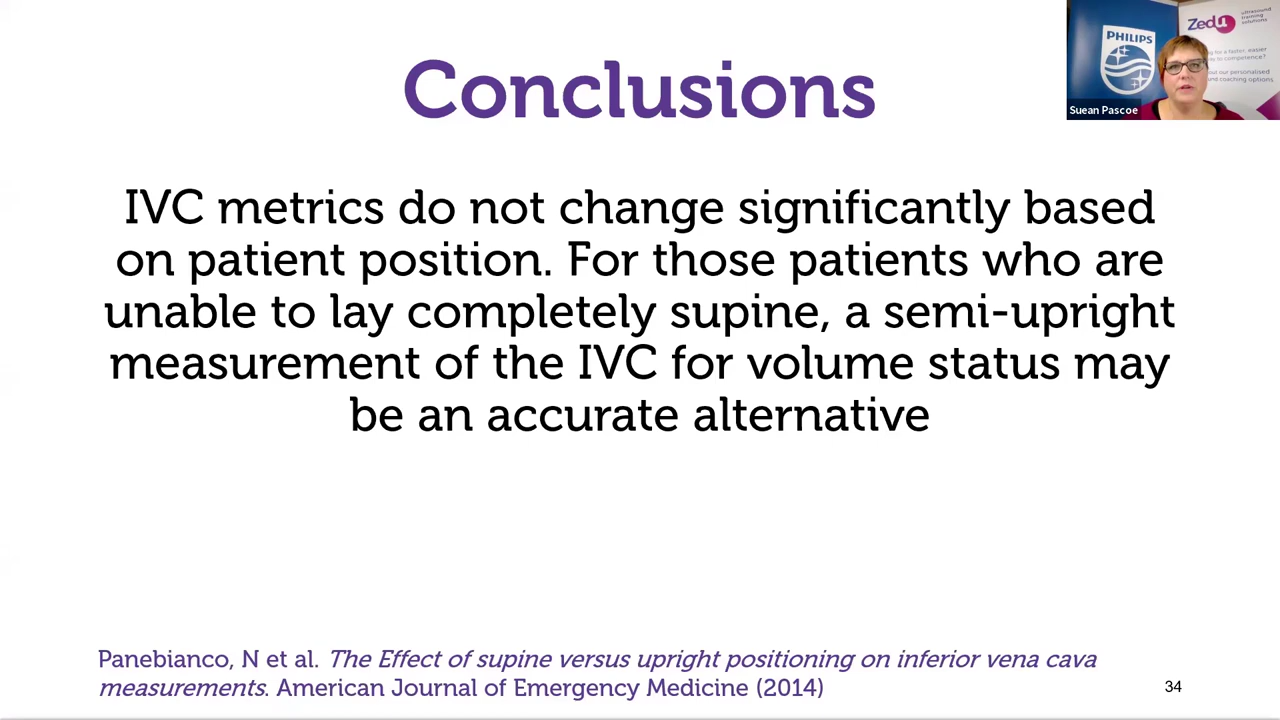 Conclusions
PHILIPS
Zedu
ultrasound
training
solutions
Suean Pascoe
IVC metrics do not change significantly based
on patient position. For those patients who are
unable to lay completely supine, a semi-upright
measurement of the IVC for volume status may
be an accurate alternative
Panebianco, N et al. The Effect of supine versus upright positioning on inferior vena cava
measurements. American Journal of Emergency Medicine (2014)
34